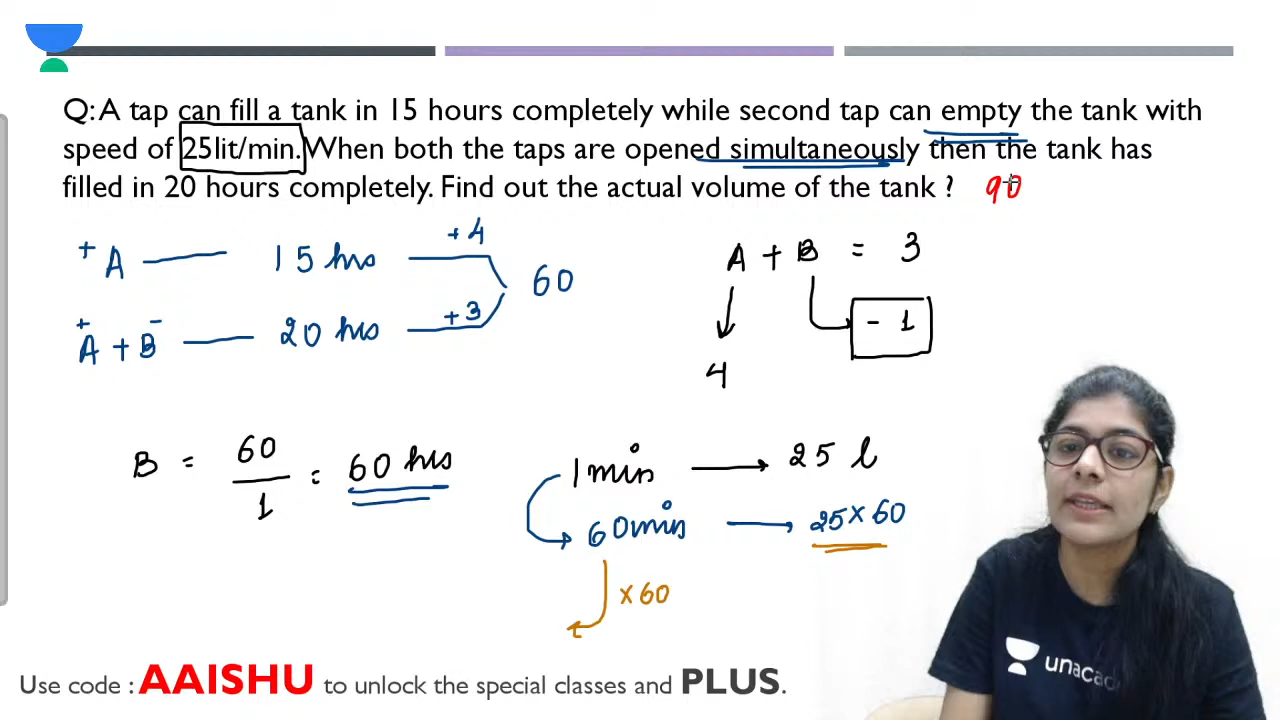 Q: A tap can fill a tank in 15 hours completely while second tap can empty the tank with
speed of 25lit/min. When both the taps are opened simultaneously then the tank has
filled in 20 hours completely. Find out the actual volume of the tank ? 90
+A — 15 hrs +4
60
+A + B- — 20 hrs +3
A + B = 3
- 1
4
B = 60/1 = 60 hrs
1 min → 25 l
60 min → 25 × 60
× 60
unacad
Use code : AAISHU to unlock the special classes and PLUS.